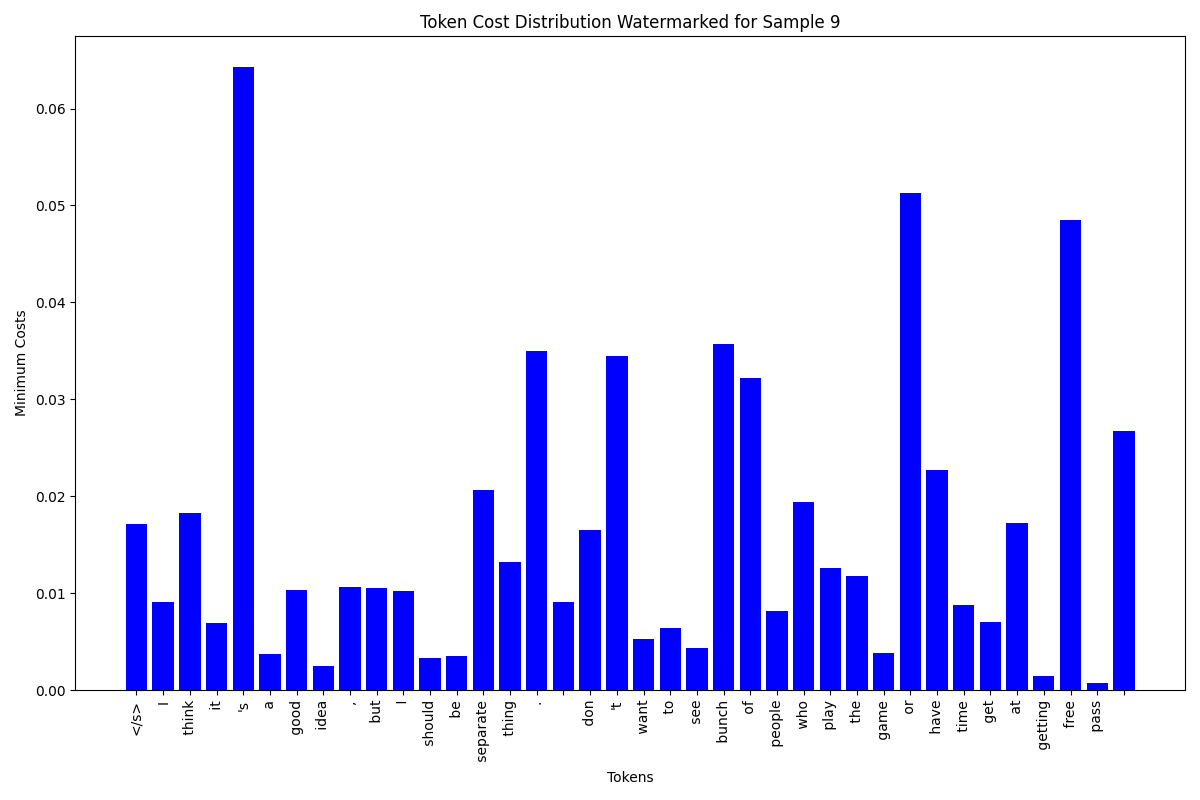 Token Cost Distribution Watermarked for Sample 9
Minimum Costs
0.06
0.05
0.04
0.03
0.02
0.01
0.00
</s>
I
think
it
's
a
good
idea
,
but
I
should
be
separate
thing
.
don
't
want
to
see
bunch
of
people
who
play
the
game
or
have
time
get
at
getting
free
pass
Tokens